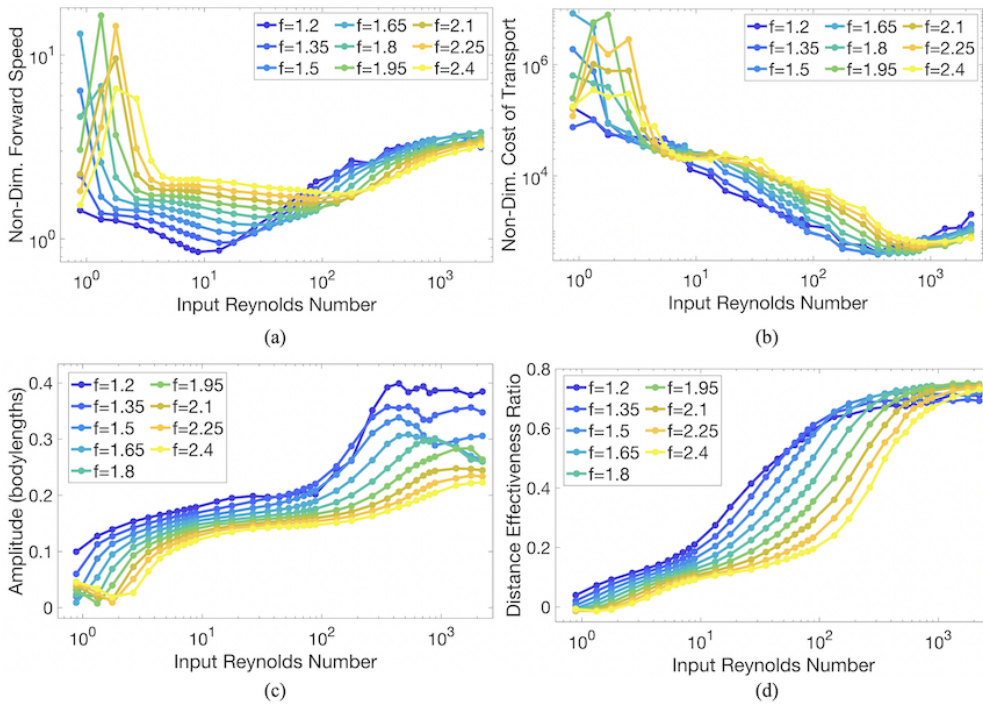 f=1.2 f=1.65 f=2.1
f=1.35 f=1.8 f=2.25
f=1.5 f=1.95 f=2.4
Non-Dim. Forward Speed
10¹
10⁰
10⁰ 10¹ 10² 10³
Input Reynolds Number
(a)
f=1.2 f=1.65 f=2.1
f=1.35 f=1.8 f=2.25
f=1.5 f=1.95 f=2.4
Non-Dim. Cost of Transport
10⁶
10⁴
10⁰ 10¹ 10² 10³
Input Reynolds Number
(b)
f=1.2 f=1.95
f=1.35 f=2.1
f=1.5 f=2.25
f=1.65 f=2.4
f=1.8
Amplitude (bodylengths)
0.4
0.3
0.2
0.1
0
10⁰ 10¹ 10² 10³
Input Reynolds Number
(c)
f=1.2 f=1.95
f=1.35 f=2.1
f=1.5 f=2.25
f=1.65 f=2.4
f=1.8
Distance Effectiveness Ratio
0.8
0.6
0.4
0.2
0
10⁰ 10¹ 10² 10³
Input Reynolds Number
(d)